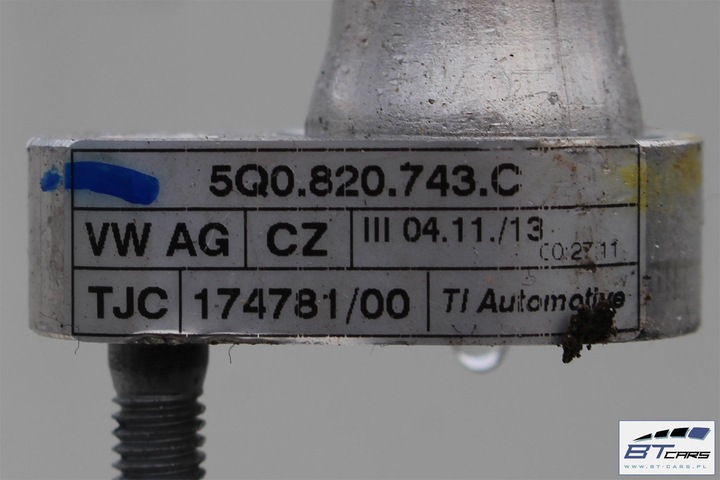 5Q0.820.743.C
VW AG CZ III 04.11./13 00:27:11
TJC 174781/00 TI Automotive
BT CARS
WWW.BT-CARS.PL